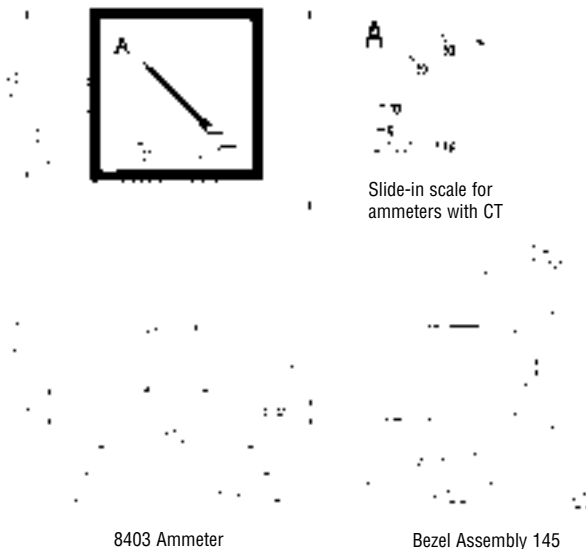 A
A
Slide-in scale for
ammeters with CT
8403 Ammeter
Bezel Assembly 145